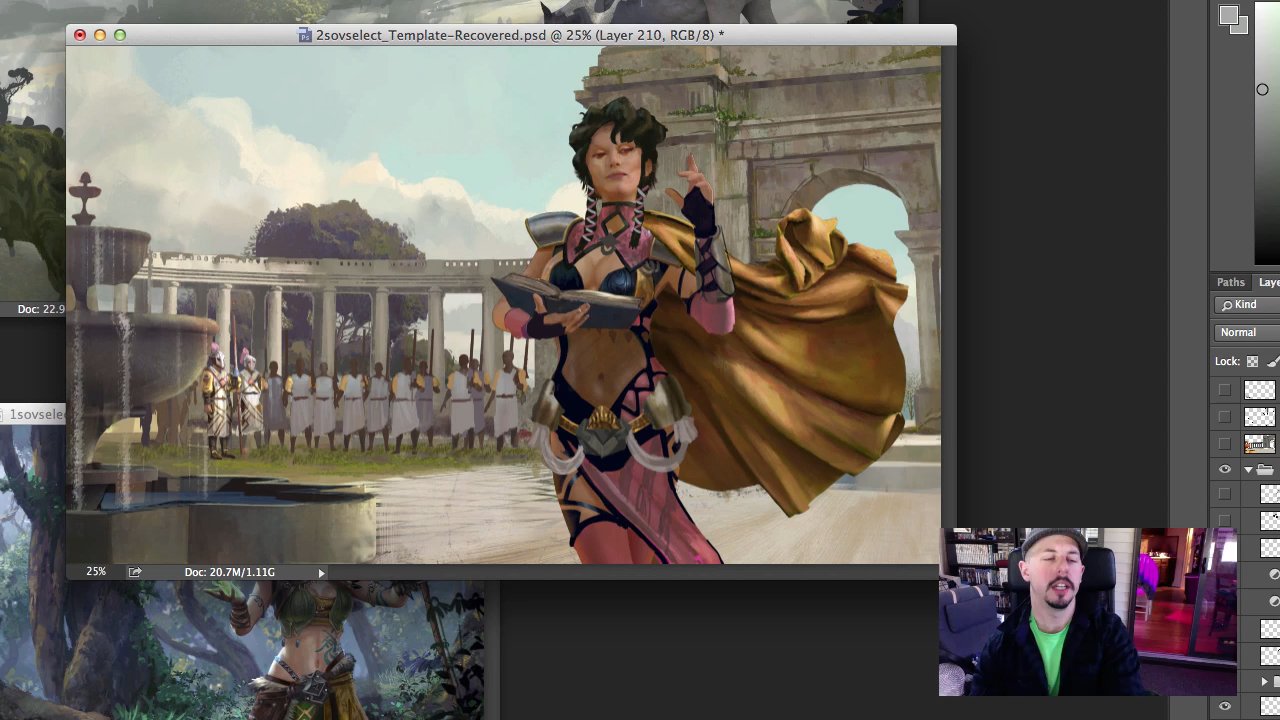 2sovselect_Template-Recovered.psd @ 25% (Layer 210, RGB/8) *
Paths
Laye
Doc: 22.9
Kind
Normal
Lock:
1sovselec
25%
Doc: 20.7M/1.11G